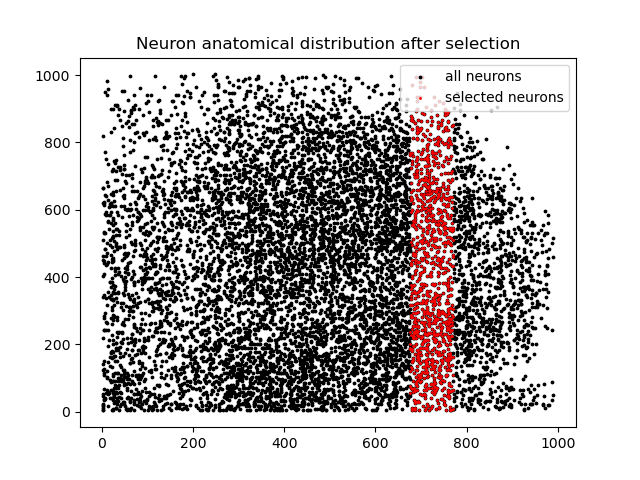 Neuron anatomical distribution after selection
all neurons
selected neurons
1000
800
600
400
200
0
0 200 400 600 800 1000